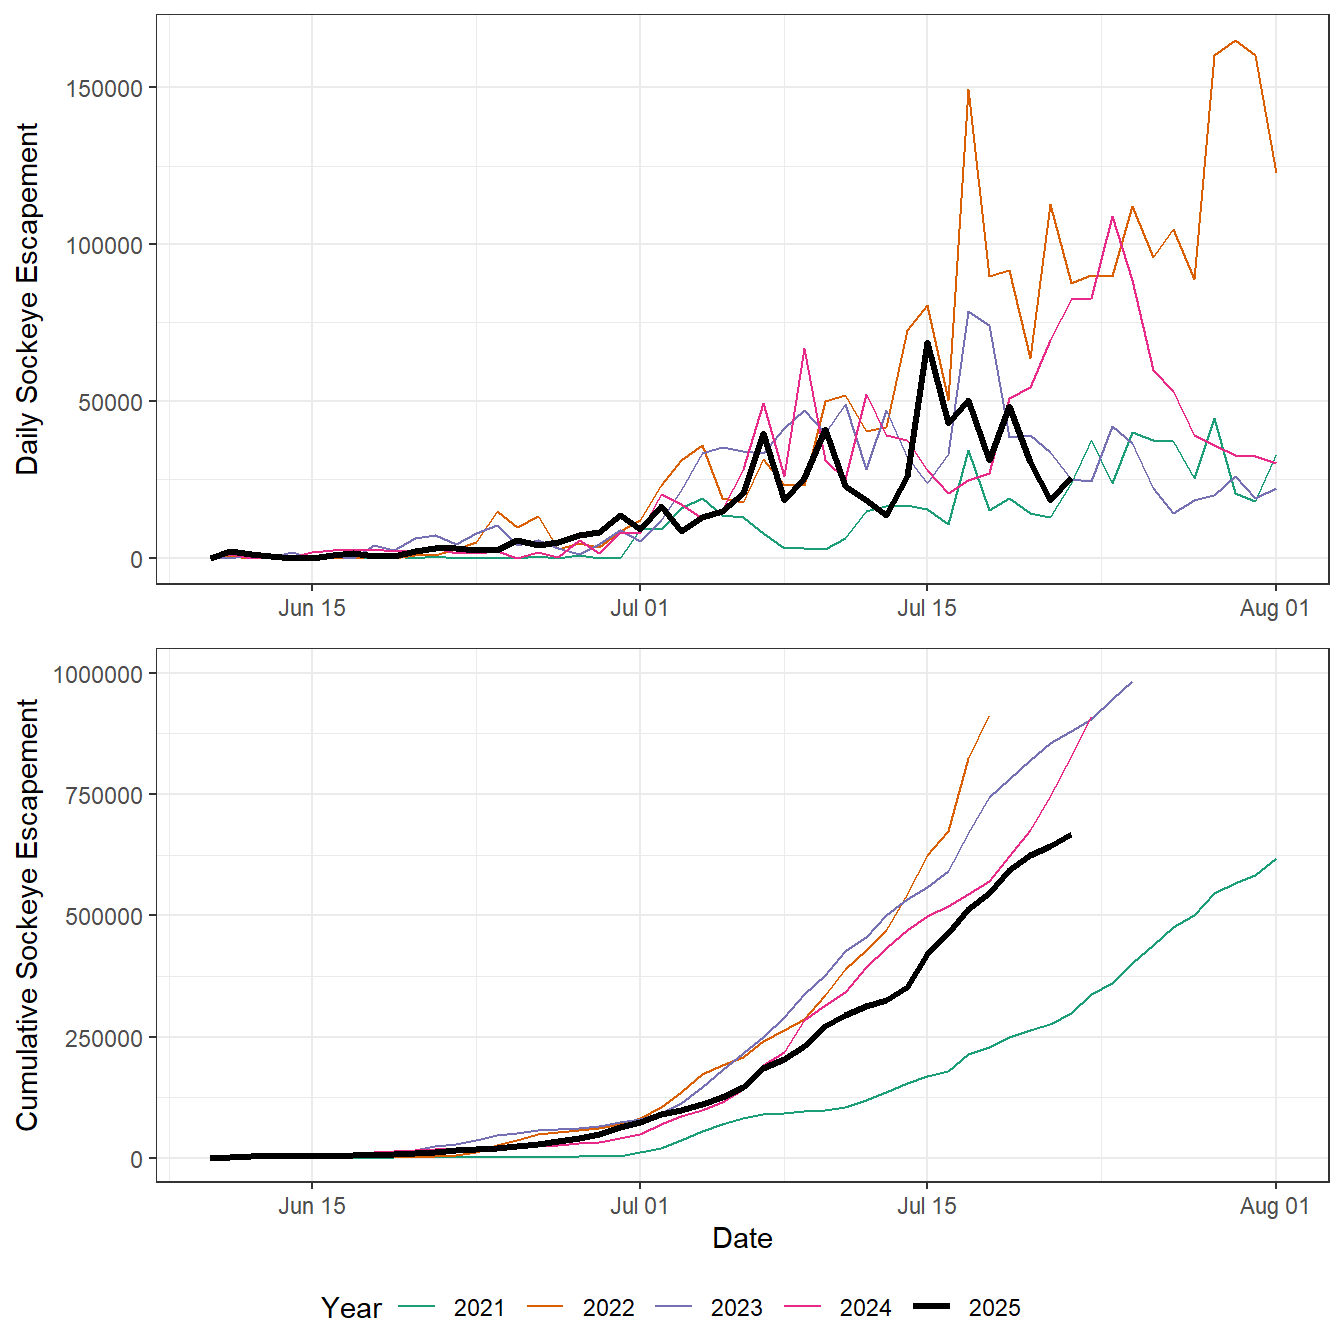 Daily Sockeye Escapement
150000
100000
50000
0
Jun 15 Jul 01 Jul 15 Aug 01
Cumulative Sockeye Escapement
1000000
750000
500000
250000
0
Jun 15 Jul 01 Jul 15 Aug 01
Date
Year 2021 2022 2023 2024 2025